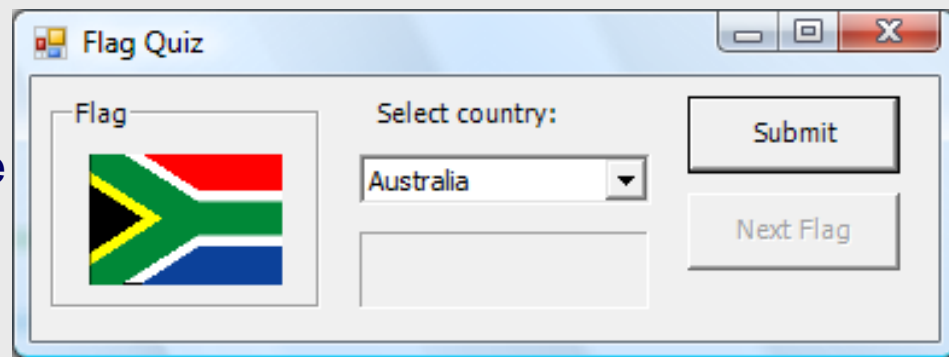 Flag Quiz
Flag
Select country:
Submit
Australia
Next Flag